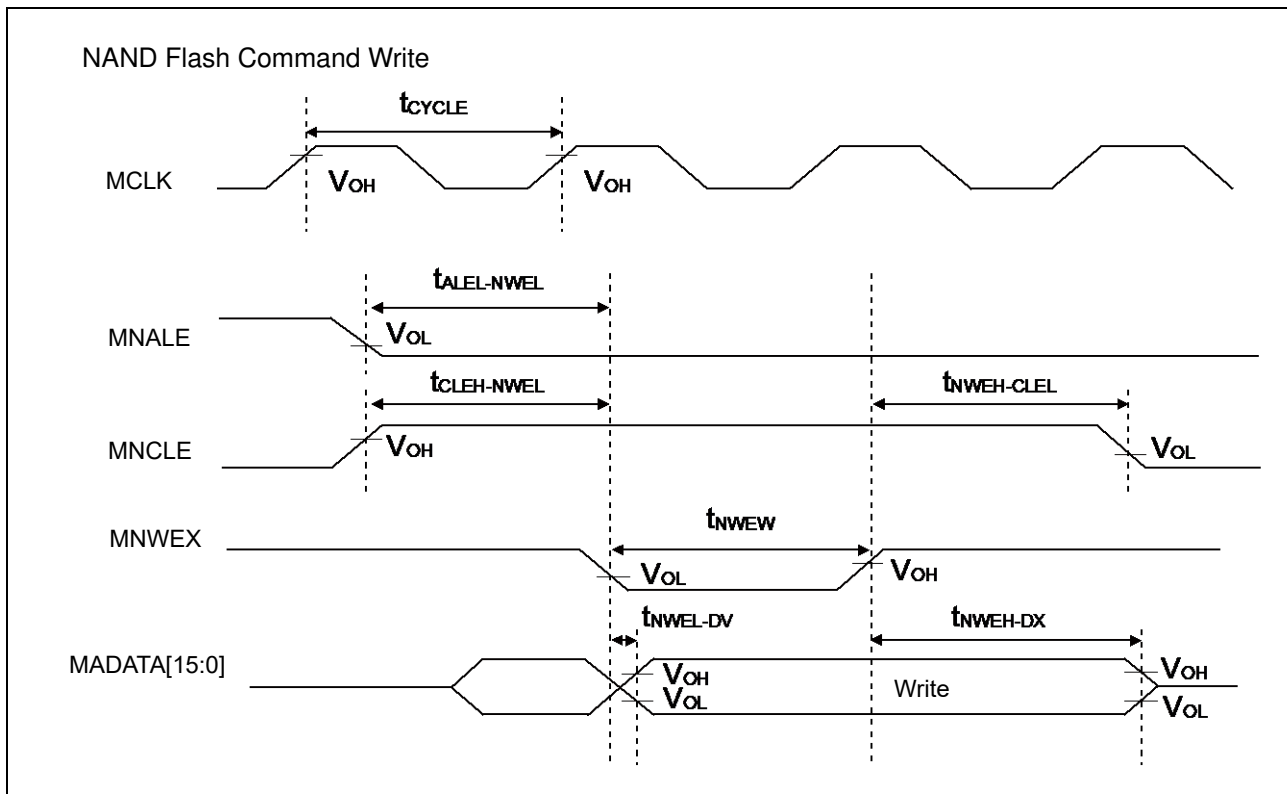 NAND Flash Command Write
tCYCLE
MCLK
VOH VOH
tALEL-NWEL
MNALE
VOL
tCLEH-NWEL tNWEH-CLEL
MNCLE
VOH VOL
tNWEW
MNWEX
VOL VOH
tNWEL-DV tNWEH-DX
MADATA[15:0]
VOH Write VOH
VOL VOL